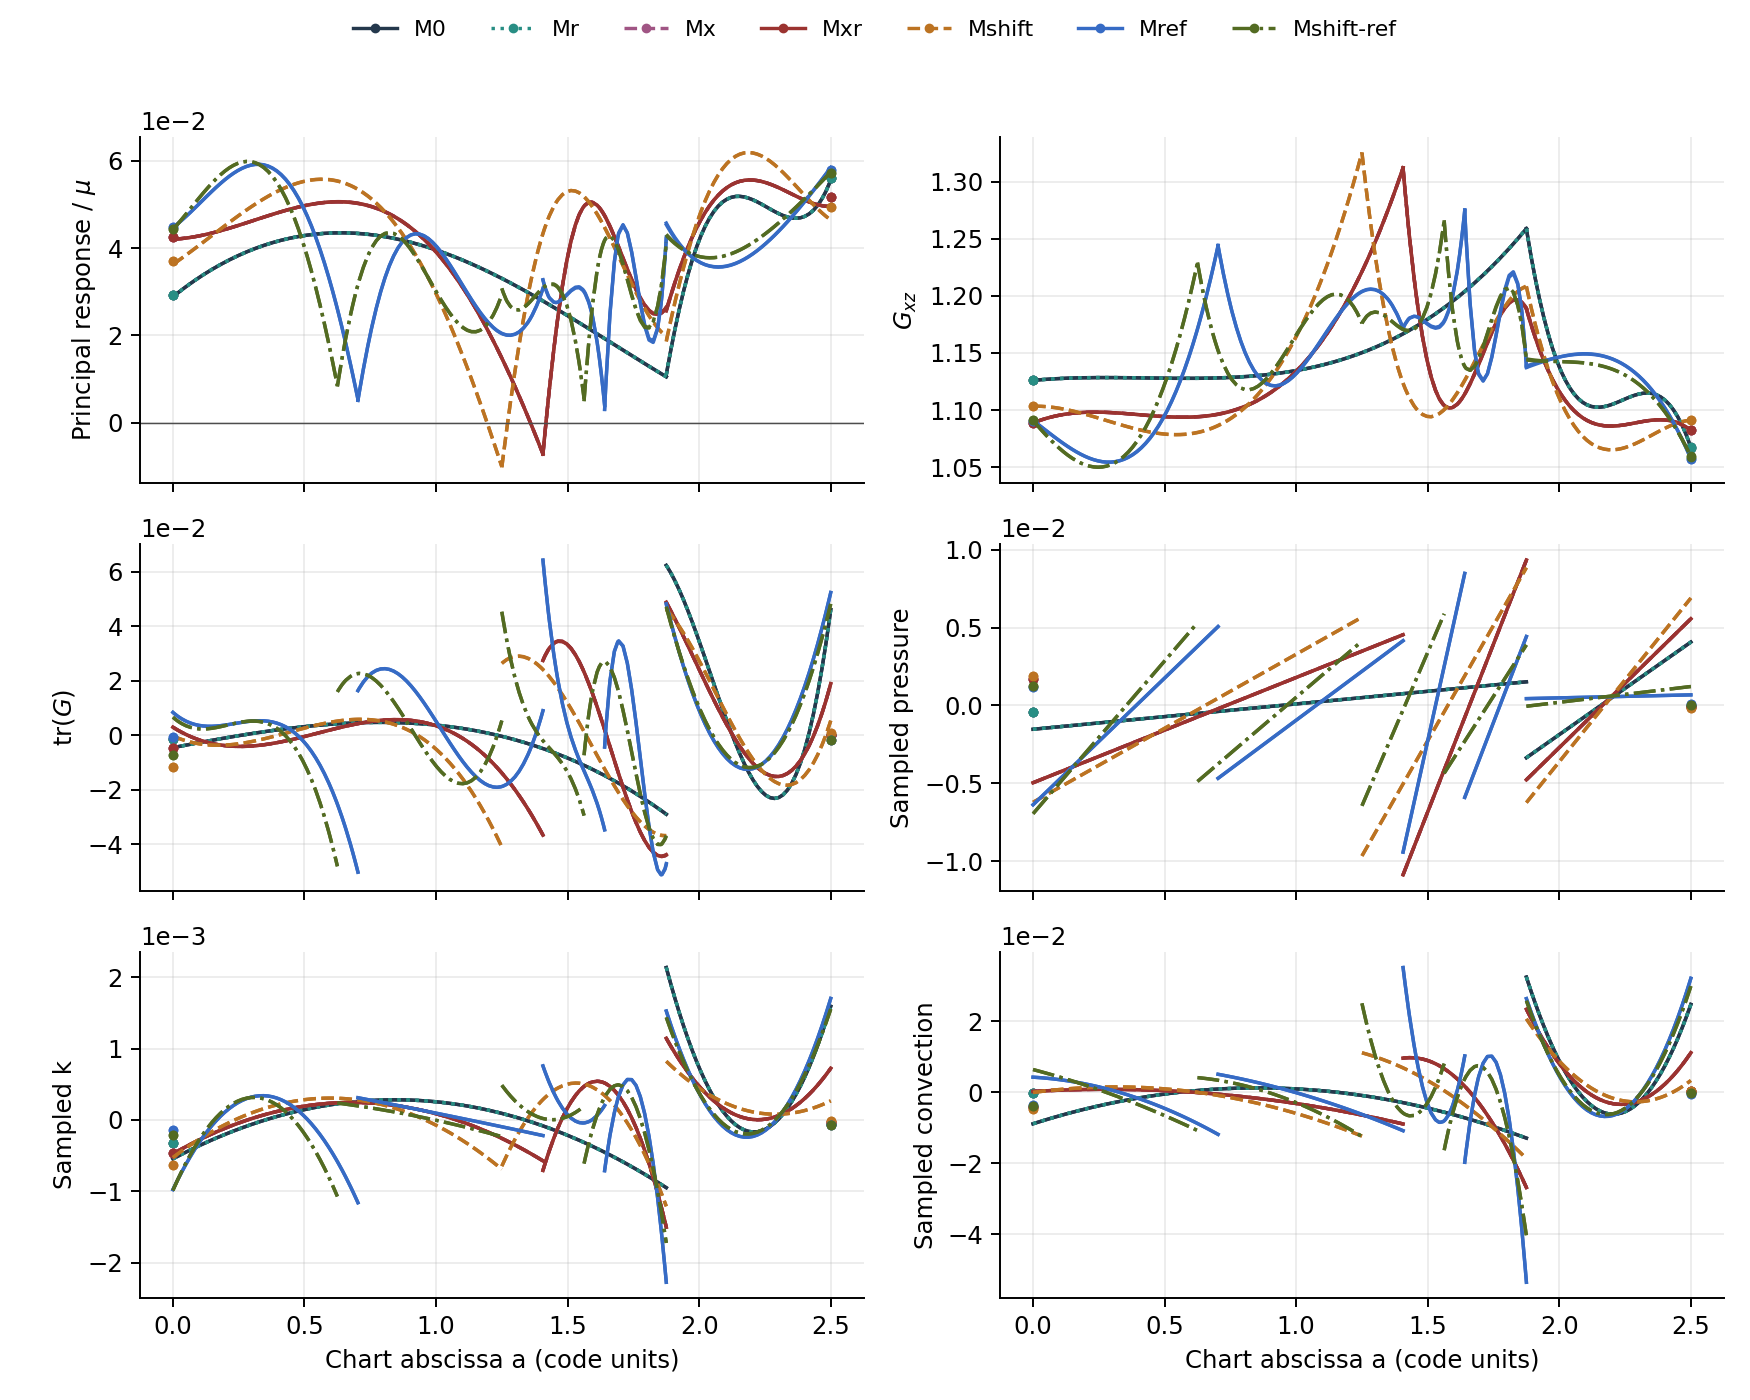 M0 Mr Mx Mxr Mshift Mref Mshift-ref
1e−2
Principal response / μ
6
4
2
0
G_xz
1.30
1.25
1.20
1.15
1.10
1.05
1e−2
tr(G)
6
4
2
0
−2
−4
1e−2
Sampled pressure
1.0
0.5
0.0
−0.5
−1.0
1e−3
Sampled k
2
1
0
−1
−2
0.0 0.5 1.0 1.5 2.0 2.5
Chart abscissa a (code units)
1e−2
Sampled convection
2
0
−2
−4
0.0 0.5 1.0 1.5 2.0 2.5
Chart abscissa a (code units)